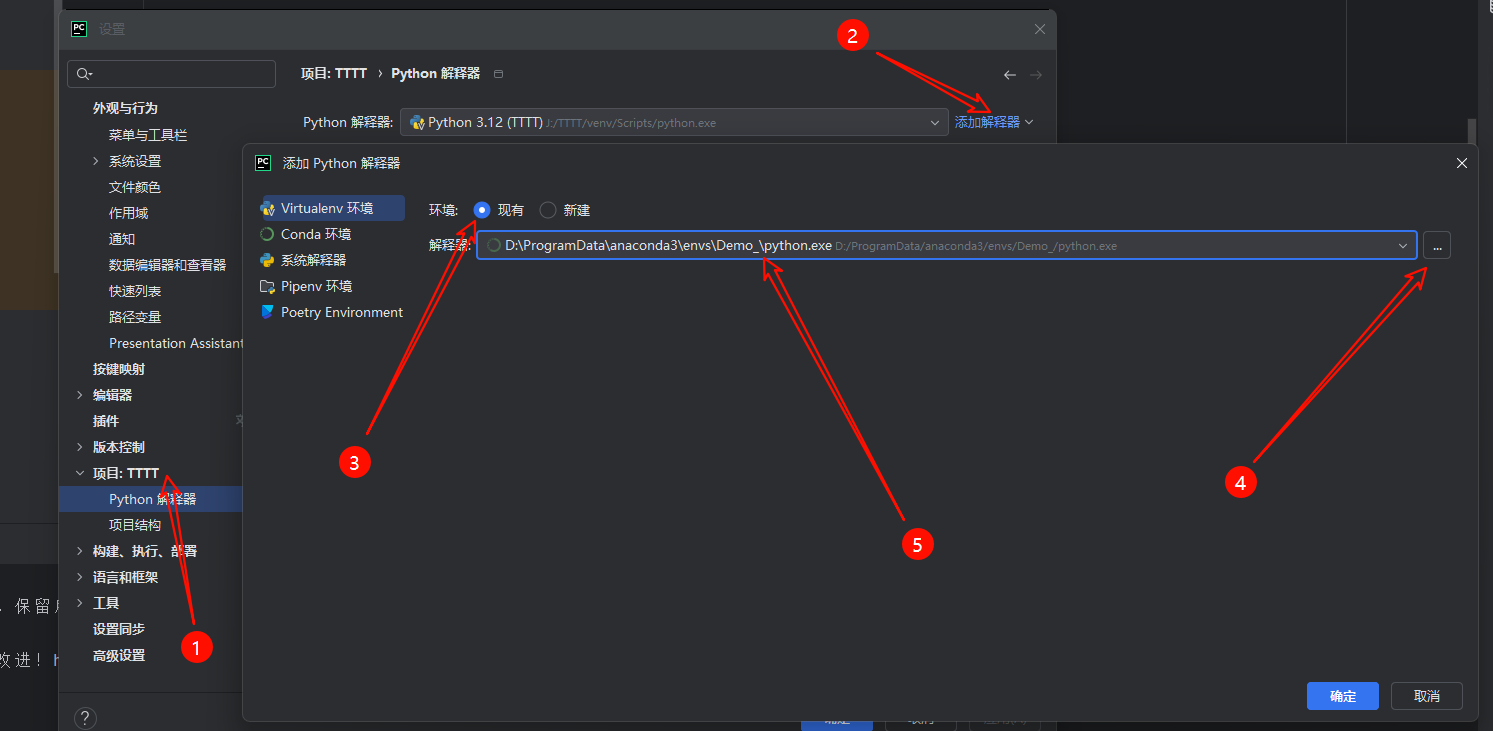 PC 设置
2
项目: TTTT › Python 解释器
Python 解释器: Python 3.12 (TTTT) J:/TTTT/venv/Scripts/python.exe 添加解释器
外观与行为
菜单与工具栏
系统设置
文件颜色
作用域
通知
数据编辑器和查看器
快速列表
路径变量
Presentation Assistant
按键映射
编辑器
插件
版本控制
项目: TTTT
Python 解释器
项目结构
构建、执行、部署
语言和框架
工具
设置同步
高级设置
1
?
PC 添加 Python 解释器
Virtualenv 环境
Conda 环境
系统解释器
Pipenv 环境
Poetry Environment
环境: 现有 新建
解释器: D:\ProgramData\anaconda3\envs\Demo_\python.exe D:/ProgramData/anaconda3/envs/Demo_/python.exe ...
3
4
5
确定 取消
保留
改进!